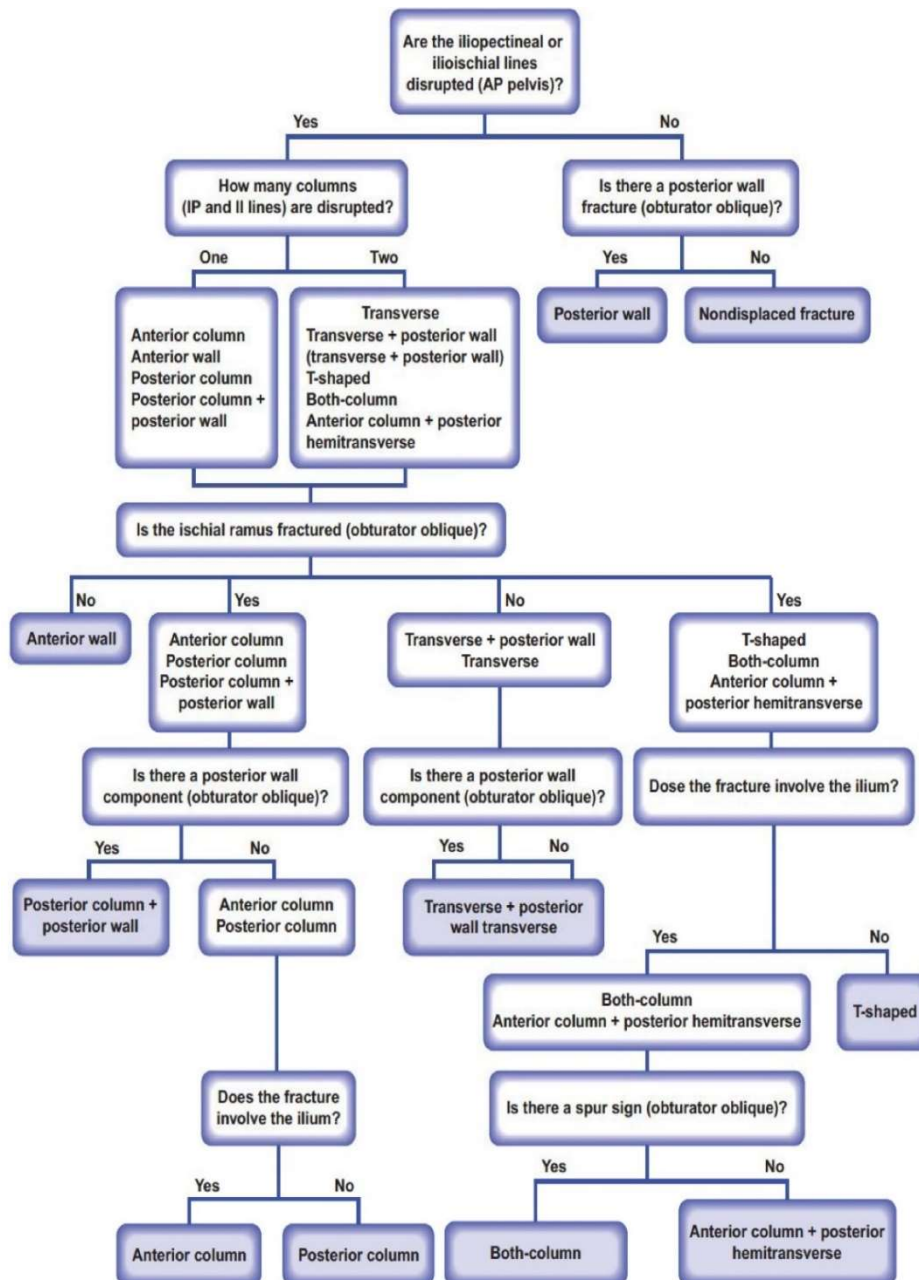 Are the iliopectineal or
ilioischial lines
disrupted (AP pelvis)?
Yes
No
How many columns
(IP and II lines) are disrupted?
Is there a posterior wall
fracture (obturator oblique)?
One
Two
Yes
No
Anterior column
Anterior wall
Posterior column
Posterior column +
posterior wall
Transverse
Transverse + posterior wall
(transverse + posterior wall)
T-shaped
Both-column
Anterior column + posterior
hemitransverse
Posterior wall
Nondisplaced fracture
Is the ischial ramus fractured (obturator oblique)?
No
Yes
No
Yes
Anterior wall
Anterior column
Posterior column
Posterior column +
posterior wall
Transverse + posterior wall
Transverse
T-shaped
Both-column
Anterior column +
posterior hemitransverse
Is there a posterior wall
component (obturator oblique)?
Is there a posterior wall
component (obturator oblique)?
Dose the fracture involve the ilium?
Yes
No
Yes
No
Posterior column +
posterior wall
Anterior column
Posterior column
Transverse + posterior
wall transverse
Yes
No
Both-column
Anterior column + posterior hemitransverse
T-shaped
Does the fracture
involve the ilium?
Is there a spur sign (obturator oblique)?
Yes
No
Yes
No
Anterior column
Posterior column
Both-column
Anterior column + posterior
hemitransverse